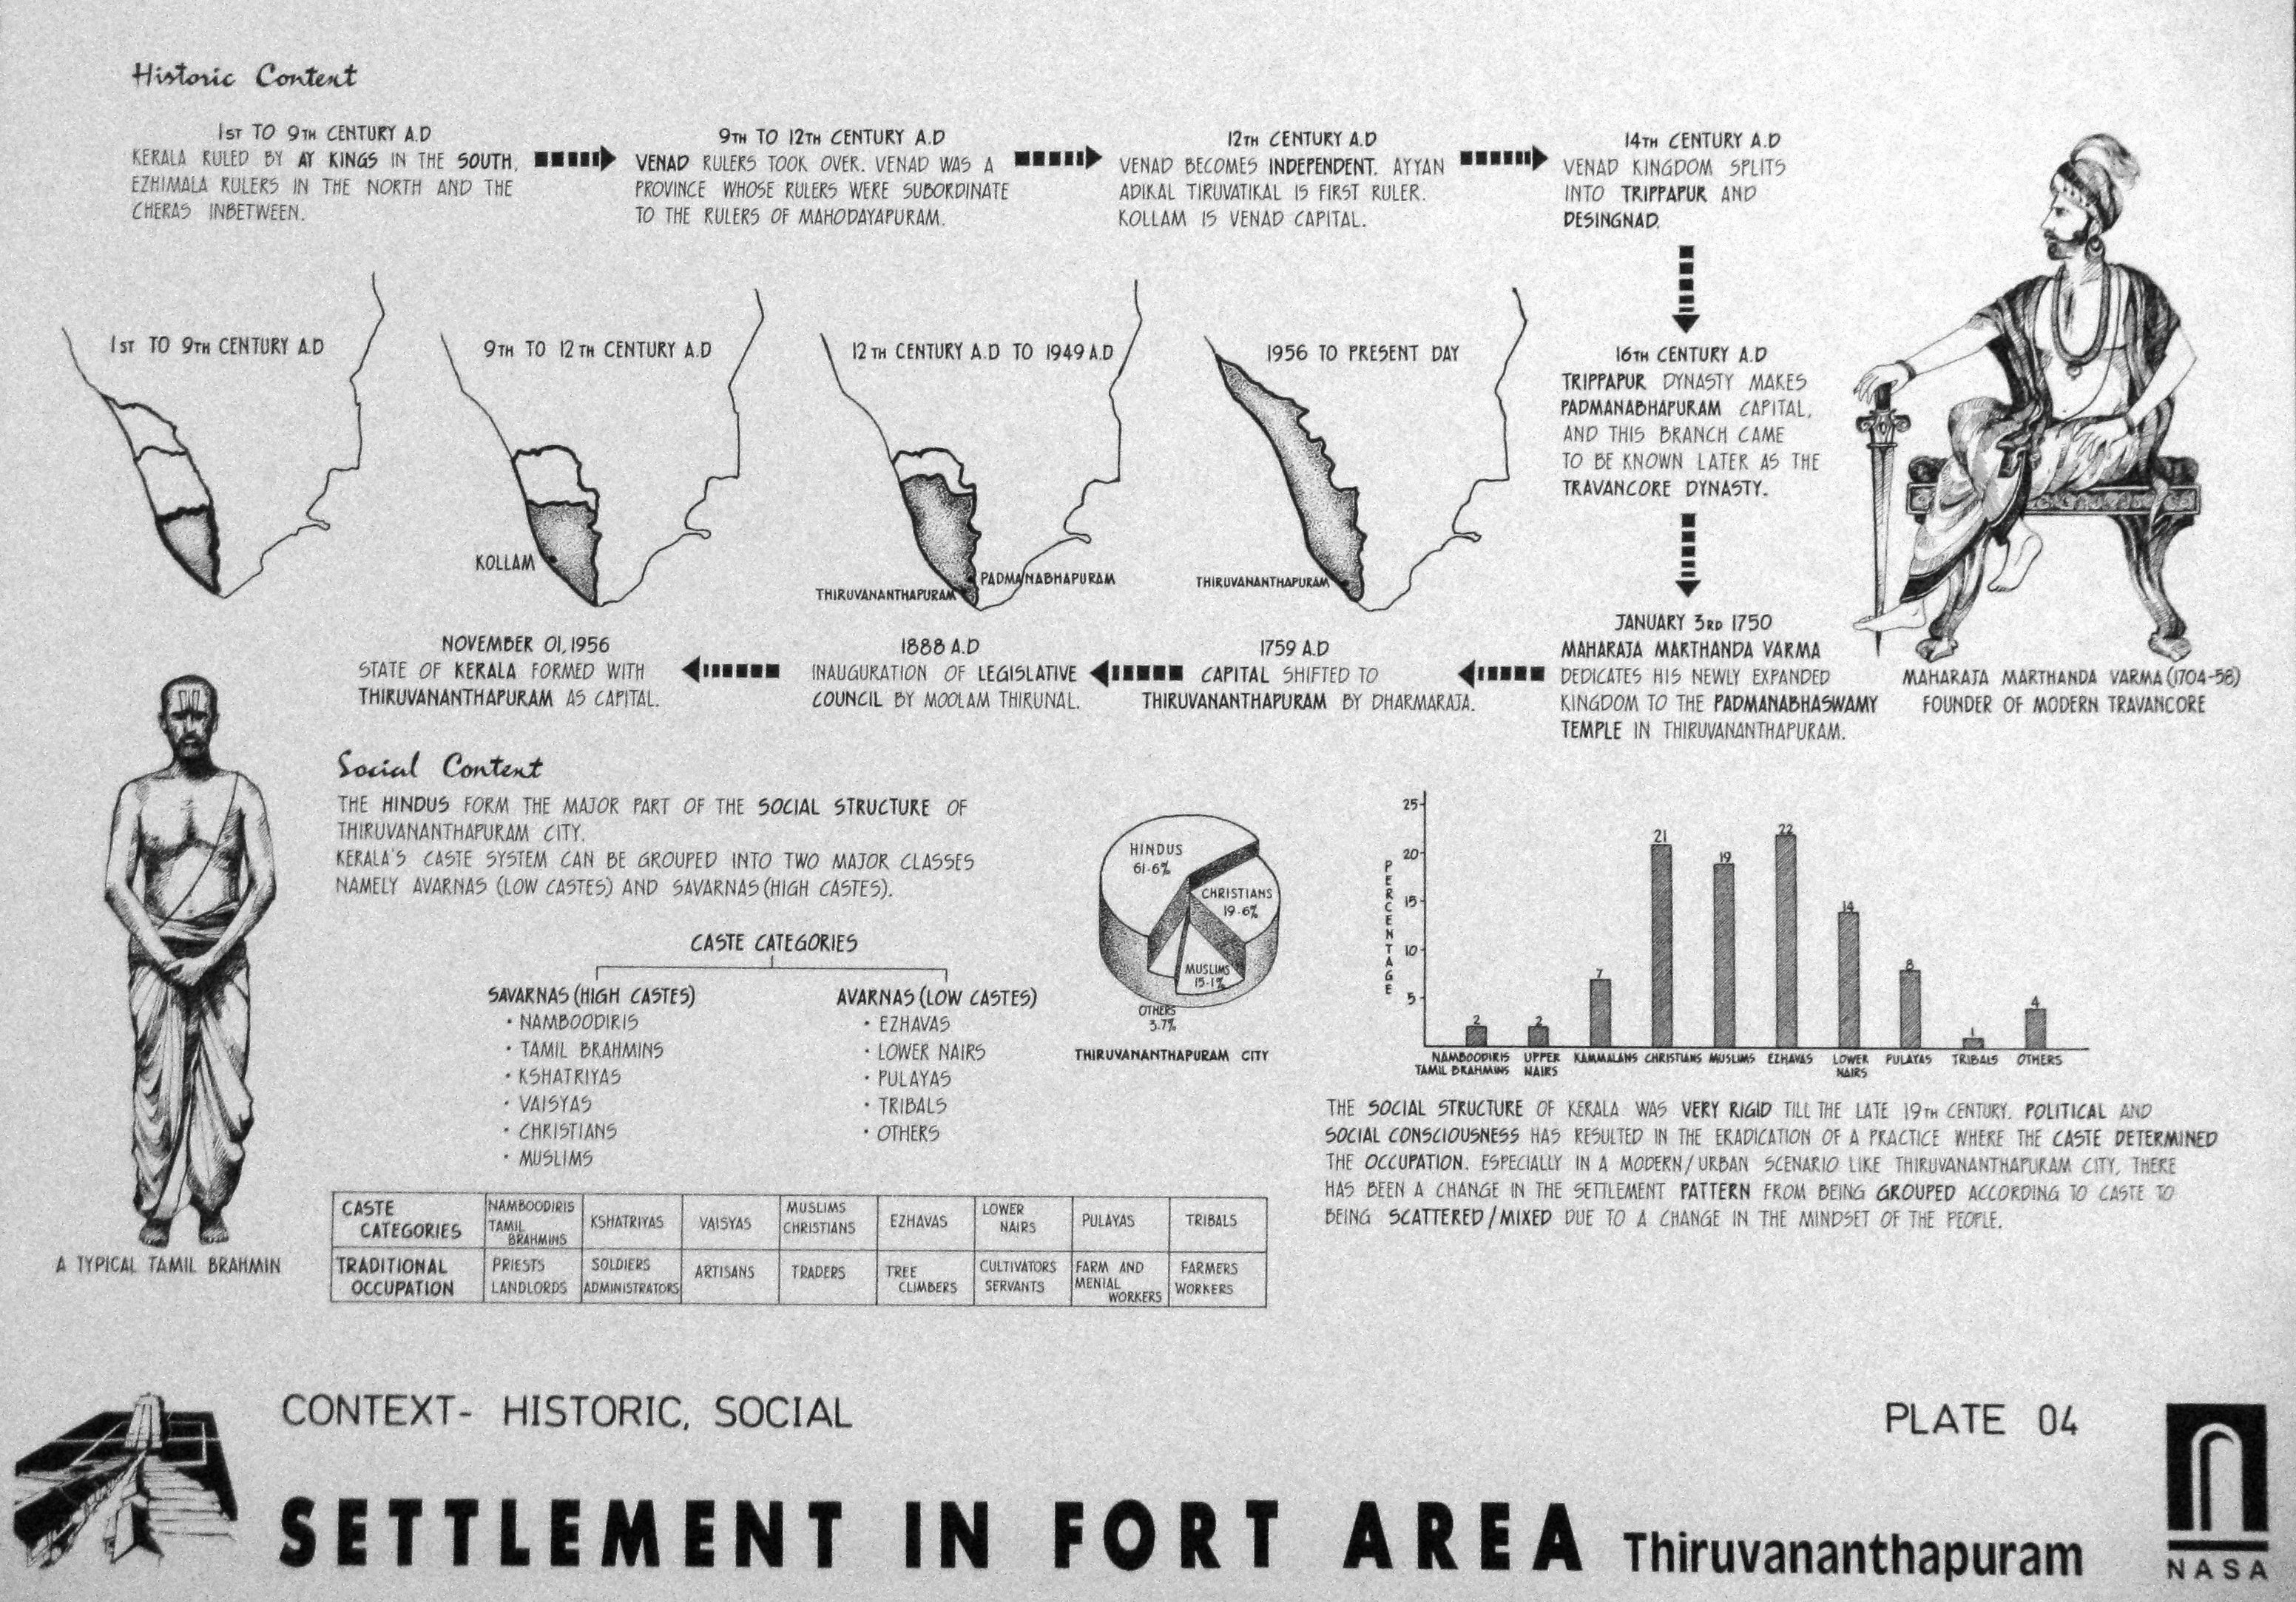 Historic Content
1ST TO 9TH CENTURY A.D
KERALA RULED BY AY KINGS IN THE SOUTH,
EZHIMALA RULERS IN THE NORTH AND THE
CHERAS INBETWEEN.
9TH TO 12TH CENTURY A.D
VENAD RULERS TOOK OVER. VENAD WAS A
PROVINCE WHOSE RULERS WERE SUBORDINATE
TO THE RULERS OF MAHODAYAPURAM.
12TH CENTURY A.D
VENAD BECOMES INDEPENDENT. AYYAN
ADIKAL TIRUVATIKAL IS FIRST RULER.
KOLLAM IS VENAD CAPITAL.
14TH CENTURY A.D
VENAD KINGDOM SPLITS
INTO TRIPPAPUR AND
DESINGNAD.
1ST TO 9TH CENTURY A.D
9TH TO 12TH CENTURY A.D
KOLLAM
12TH CENTURY A.D TO 1949 A.D
PADMANABHAPURAM
THIRUVANANTHAPURAM
1956 TO PRESENT DAY
THIRUVANANTHAPURAM
16TH CENTURY A.D
TRIPPAPUR DYNASTY MAKES
PADMANABHAPURAM CAPITAL,
AND THIS BRANCH CAME
TO BE KNOWN LATER AS THE
TRAVANCORE DYNASTY.
JANUARY 3RD 1750
MAHARAJA MARTHANDA VARMA
DEDICATES HIS NEWLY EXPANDED
KINGDOM TO THE PADMANABHASWAMY
TEMPLE IN THIRUVANANTHAPURAM.
MAHARAJA MARTHANDA VARMA (1704-58)
FOUNDER OF MODERN TRAVANCORE
1759 A.D
CAPITAL SHIFTED TO
THIRUVANANTHAPURAM BY DHARMARAJA.
1888 A.D
INAUGURATION OF LEGISLATIVE
COUNCIL BY MOOLAM THIRUNAL.
NOVEMBER 01, 1956
STATE OF KERALA FORMED WITH
THIRUVANANTHAPURAM AS CAPITAL.
Social Content
THE HINDUS FORM THE MAJOR PART OF THE SOCIAL STRUCTURE OF
THIRUVANANTHAPURAM CITY.
KERALA'S CASTE SYSTEM CAN BE GROUPED INTO TWO MAJOR CLASSES
NAMELY AVARNAS (LOW CASTES) AND SAVARNAS (HIGH CASTES).
CASTE CATEGORIES
SAVARNAS (HIGH CASTES)
• NAMBOODIRIS
• TAMIL BRAHMINS
• KSHATRIYAS
• VAISYAS
• CHRISTIANS
• MUSLIMS
AVARNAS (LOW CASTES)
• EZHAVAS
• LOWER NAIRS
• PULAYAS
• TRIBALS
• OTHERS
HINDUS
61.6%
CHRISTIANS
19.6%
MUSLIMS
15.1%
OTHERS
3.7%
THIRUVANANTHAPURAM CITY
PERCENTAGE
25
20
15
10
5
2
2
7
21
19
22
14
8
1
4
NAMBOODIRIS
TAMIL BRAHMINS
UPPER
NAIRS
KAMMALANS
CHRISTIANS
MUSLIMS
EZHAVAS
LOWER
NAIRS
PULAYAS
TRIBALS
OTHERS
THE SOCIAL STRUCTURE OF KERALA WAS VERY RIGID TILL THE LATE 19TH CENTURY. POLITICAL AND
SOCIAL CONSCIOUSNESS HAS RESULTED IN THE ERADICATION OF A PRACTICE WHERE THE CASTE DETERMINED
THE OCCUPATION. ESPECIALLY IN A MODERN/URBAN SCENARIO LIKE THIRUVANANTHAPURAM CITY, THERE
HAS BEEN A CHANGE IN THE SETTLEMENT PATTERN FROM BEING GROUPED ACCORDING TO CASTE TO
BEING SCATTERED/MIXED DUE TO A CHANGE IN THE MINDSET OF THE PEOPLE.
A TYPICAL TAMIL BRAHMIN
CASTE
CATEGORIES
NAMBOODIRIS
TAMIL
BRAHMINS
KSHATRIYAS
VAISYAS
MUSLIMS
CHRISTIANS
EZHAVAS
LOWER
NAIRS
PULAYAS
TRIBALS
TRADITIONAL
OCCUPATION
PRIESTS
LANDLORDS
SOLDIERS
ADMINISTRATORS
ARTISANS
TRADERS
TREE
CLIMBERS
CULTIVATORS
SERVANTS
FARM AND
MENIAL
WORKERS
FARMERS
WORKERS
CONTEXT- HISTORIC, SOCIAL
PLATE 04
SETTLEMENT IN FORT AREA Thiruvananthapuram
NASA